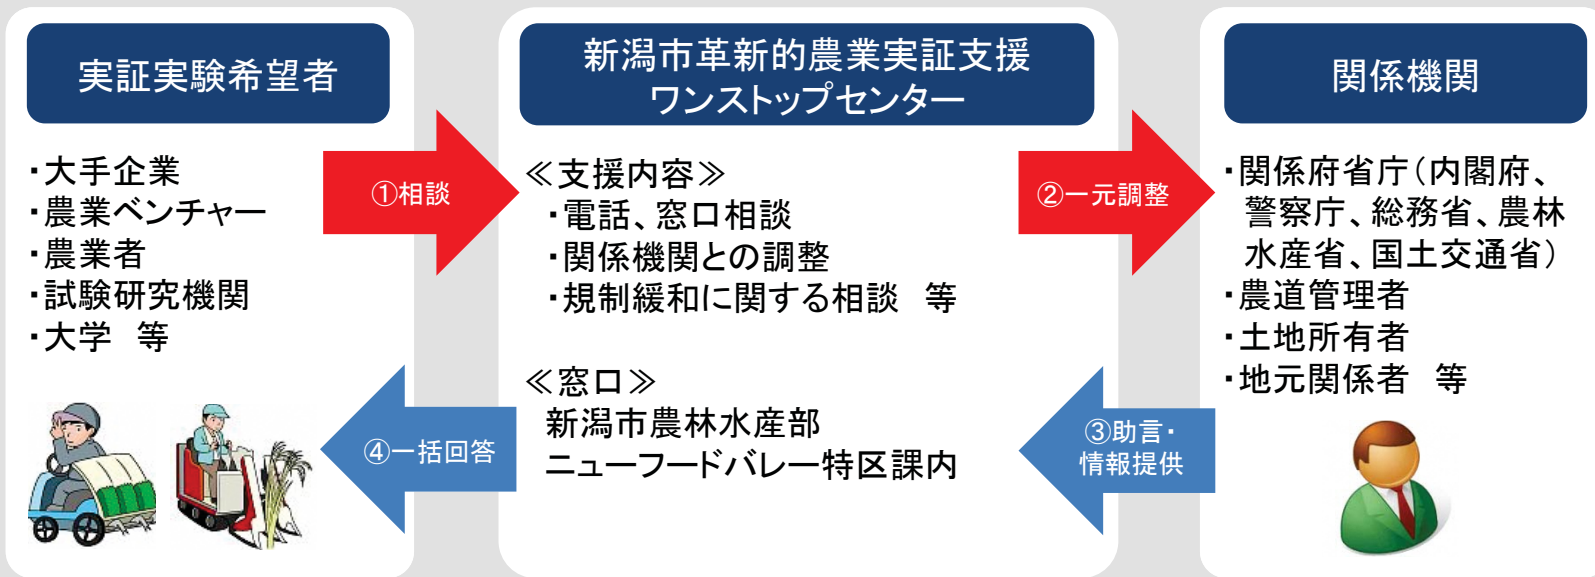 実証実験希望者
・大手企業
・農業ベンチャー
・農業者
・試験研究機関
・大学　等
①相談
④一括回答
新潟市革新的農業実証支援
ワンストップセンター
≪支援内容≫
・電話、窓口相談
・関係機関との調整
・規制緩和に関する相談　等
≪窓口≫
新潟市農林水産部
ニューフードバレー特区課内
②一元調整
③助言・
情報提供
関係機関
・関係府省庁（内閣府、
警察庁、総務省、農林
水産省、国土交通省）
・農道管理者
・土地所有者
・地元関係者　等